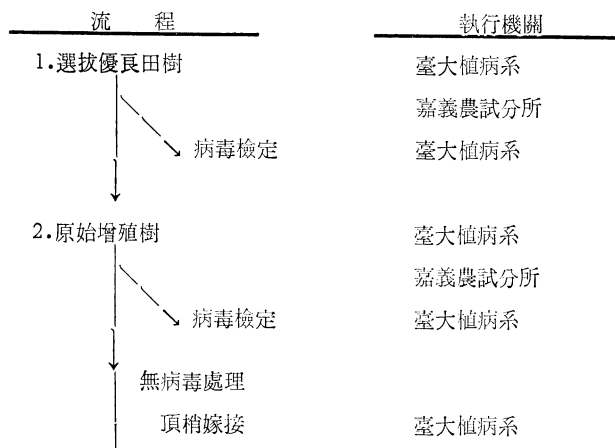 流 程 執行機關
1.選拔優良田樹 臺大植病系
嘉義農試分所
病毒檢定 臺大植病系
2.原始增殖樹 臺大植病系
嘉義農試分所
病毒檢定 臺大植病系
無病毒處理
頂梢嫁接 臺大植病系